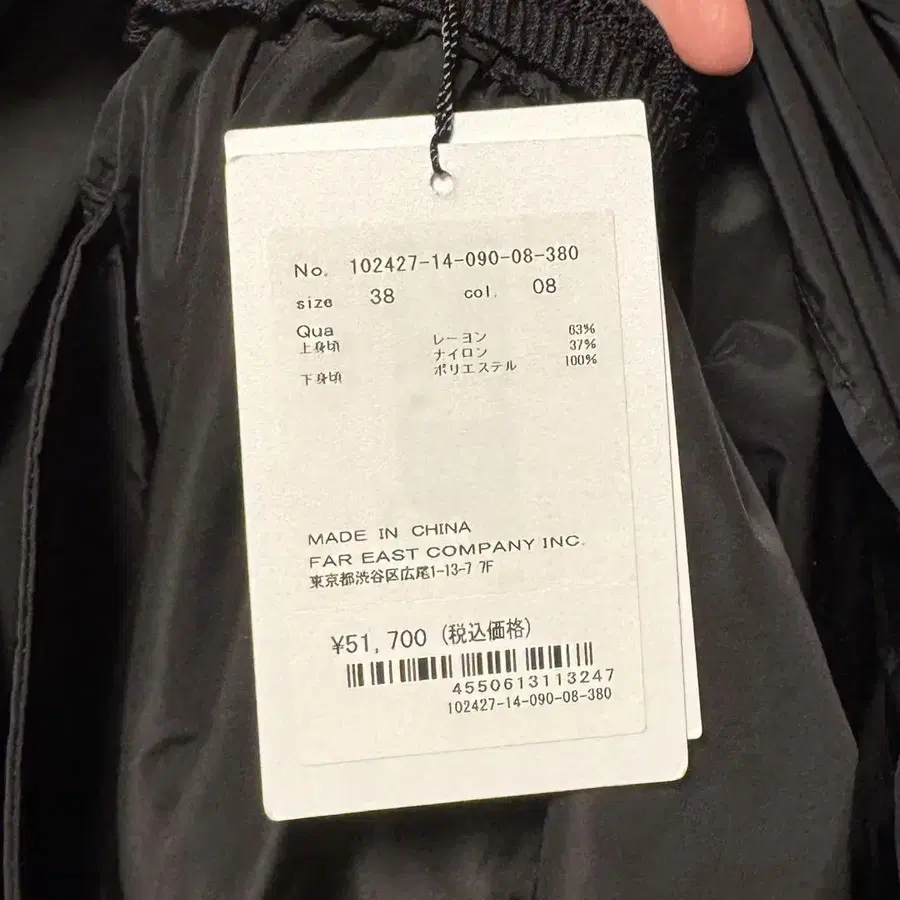 No. 102427-14-090-08-380
size 38 col. 08
Qua
上身頃 レーヨン 63%
ナイロン 37%
下身頃 ポリエステル 100%
MADE IN CHINA
FAR EAST COMPANY INC.
東京都渋谷区広尾1-13-7 7F
¥51,700 (税込価格)
4550613113247
102427-14-090-08-380